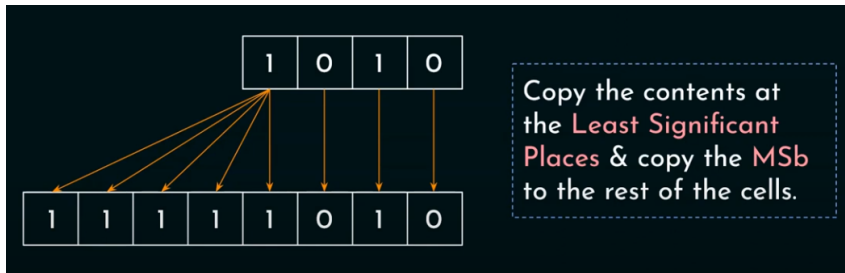 1 0 1 0
Copy the contents at
the Least Significant
Places & copy the MSb
to the rest of the cells.
1 1 1 1 1 0 1 0